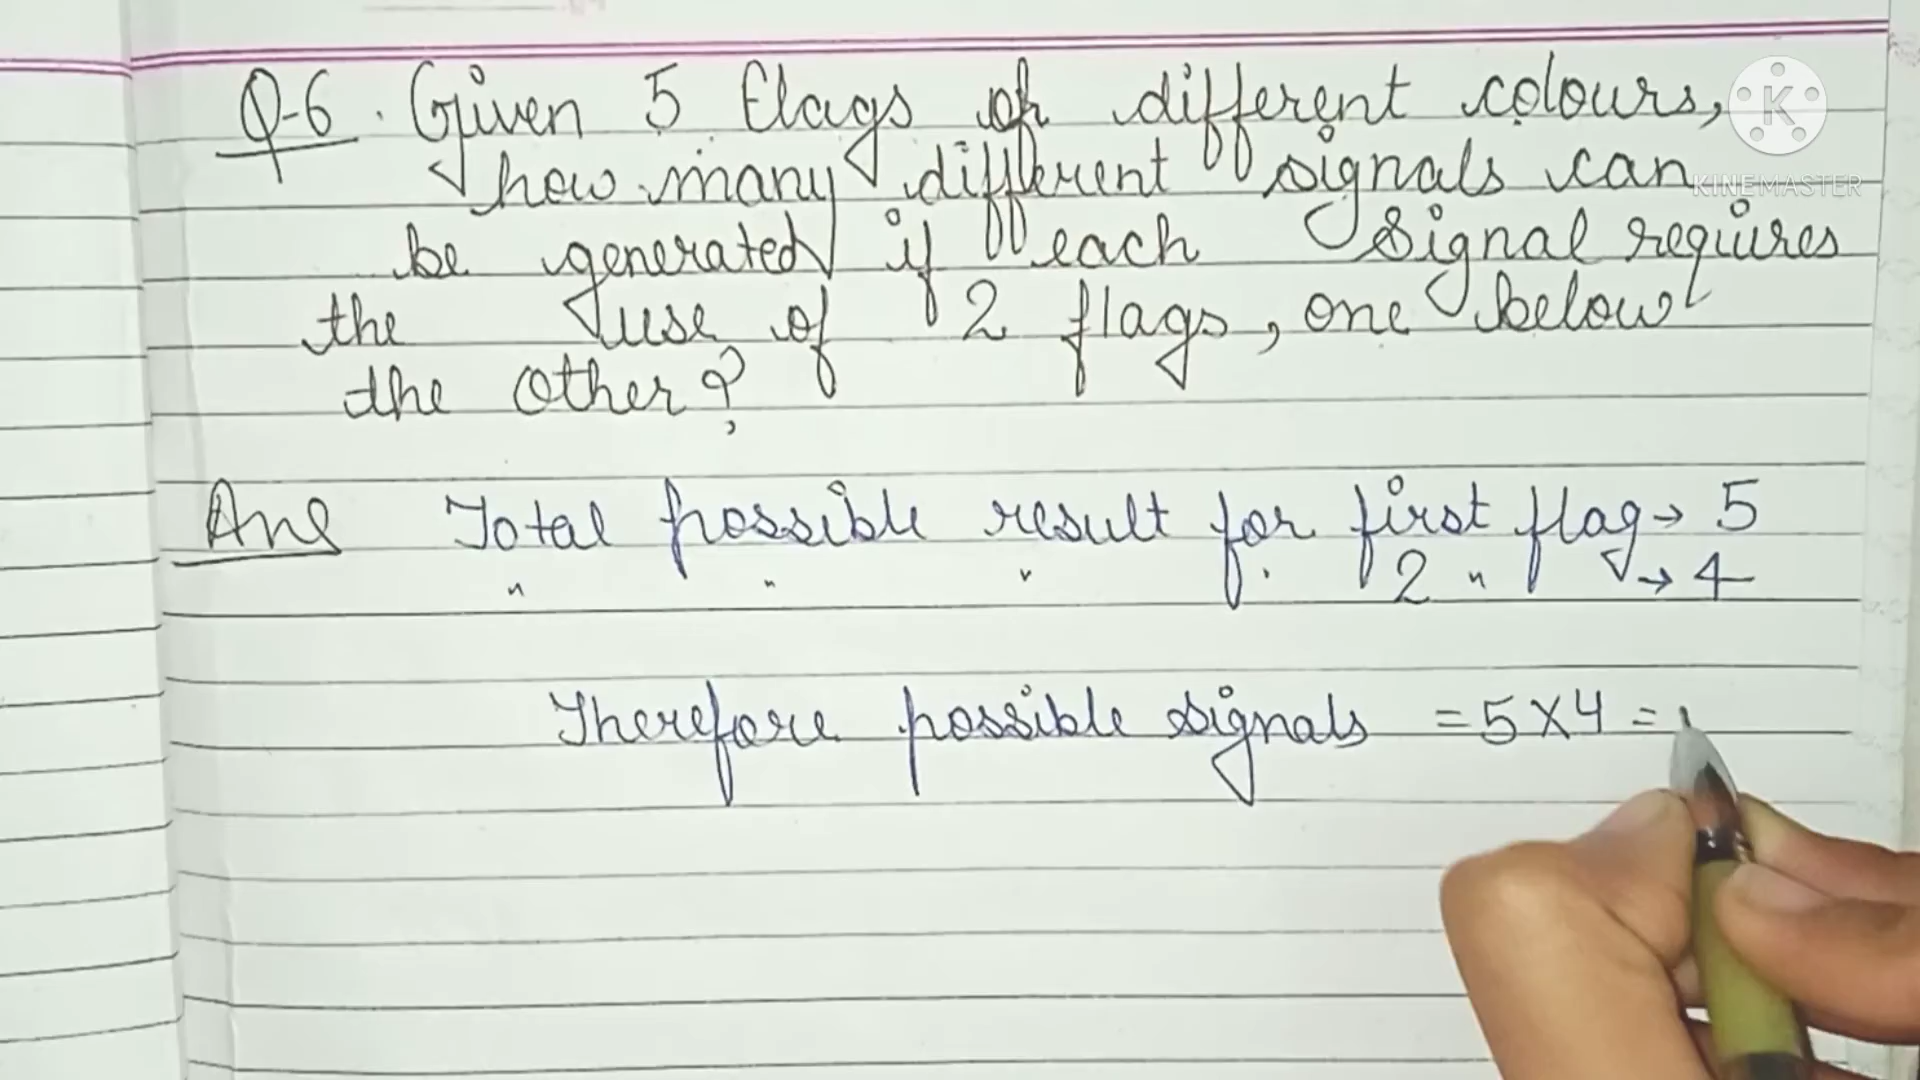 Q-6. Given 5 flags of different colours,
how many different signals can
be generated if each signal requires
the use of 2 flags, one below
the other?
Ans Total possible result for first flag → 5
" " " " 2 " → 4
Therefore possible signals = 5 × 4 =
K
KINEMASTER